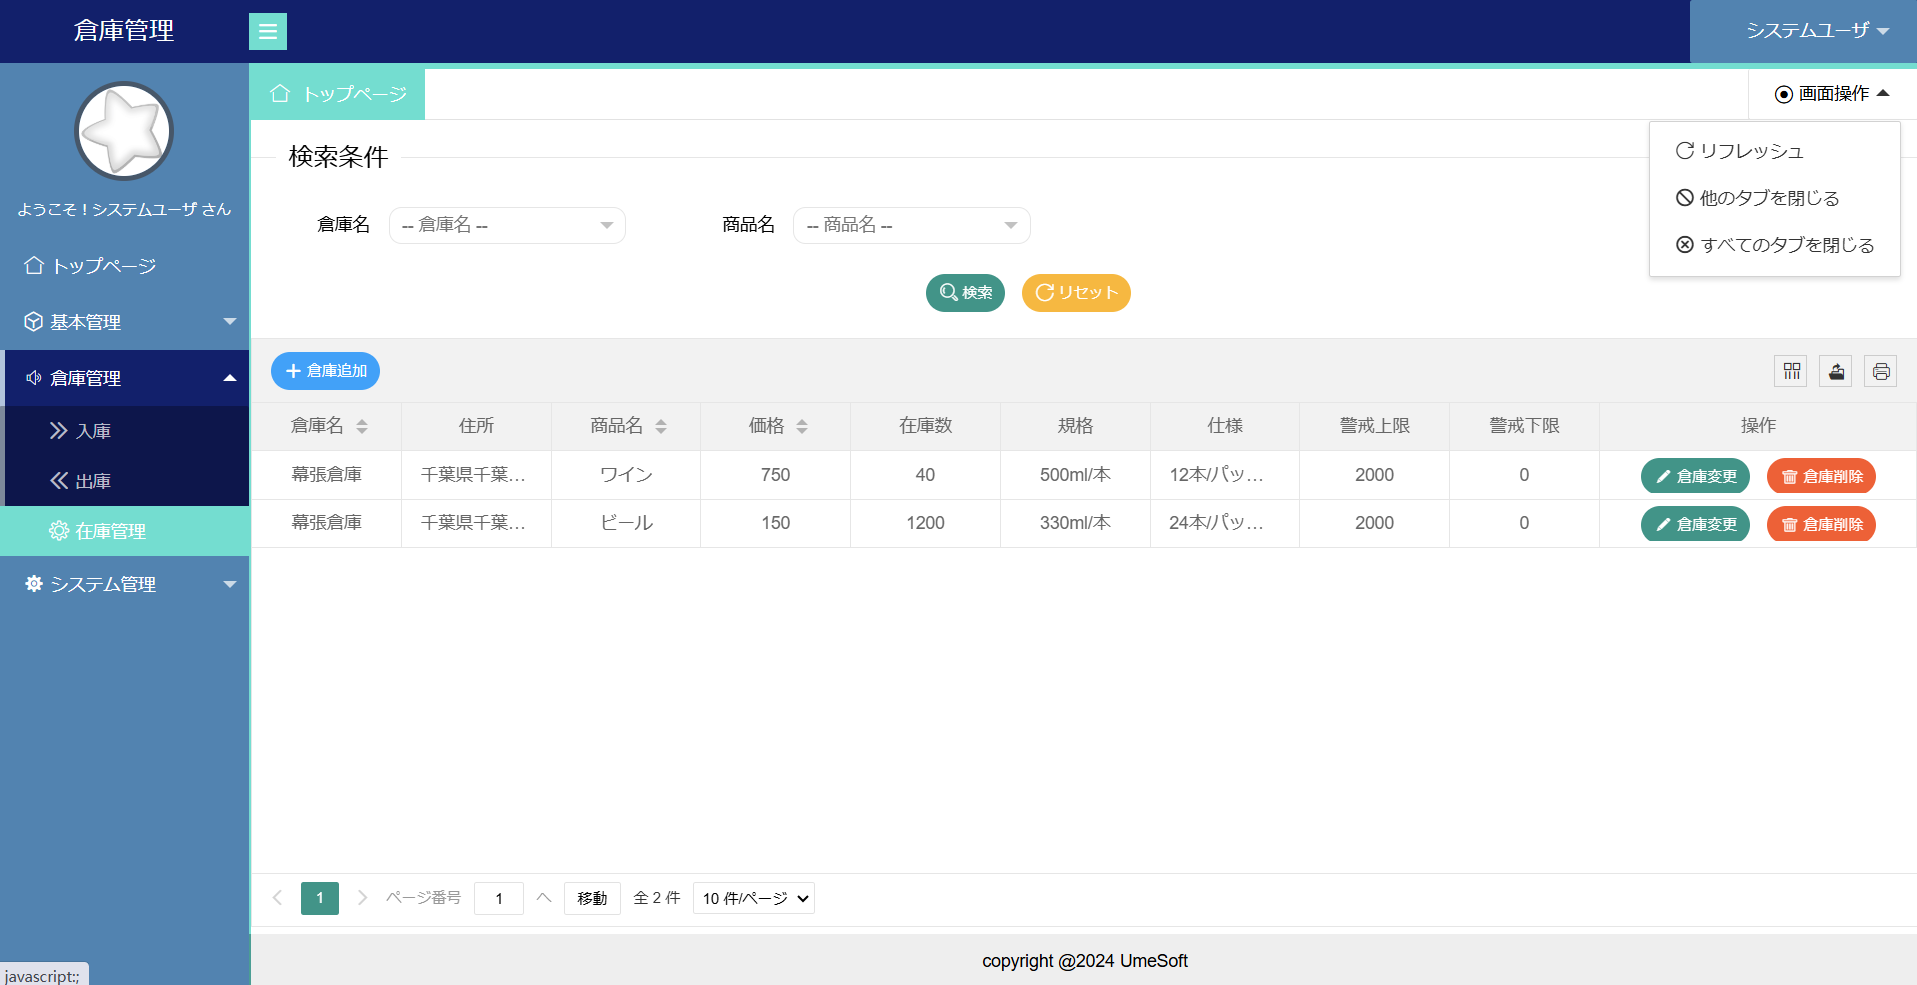 倉庫管理
システムユーザ
ようこそ！システムユーザ さん
トップページ
基本管理
倉庫管理
入庫
出庫
在庫管理
システム管理
トップページ
画面操作
リフレッシュ
他のタブを閉じる
すべてのタブを閉じる
検索条件
倉庫名 -- 倉庫名 -- 商品名 -- 商品名 --
検索 リセット
倉庫追加
倉庫名 住所 商品名 価格 在庫数 規格 仕様 警戒上限 警戒下限 操作
幕張倉庫 千葉県千葉... ワイン 750 40 500ml/本 12本/パッ... 2000 0 倉庫変更 倉庫削除
幕張倉庫 千葉県千葉... ビール 150 1200 330ml/本 24本/パッ... 2000 0 倉庫変更 倉庫削除
1 ページ番号 1 へ 移動 全 2 件 10 件/ページ
copyright @2024 UmeSoft
javascript:;